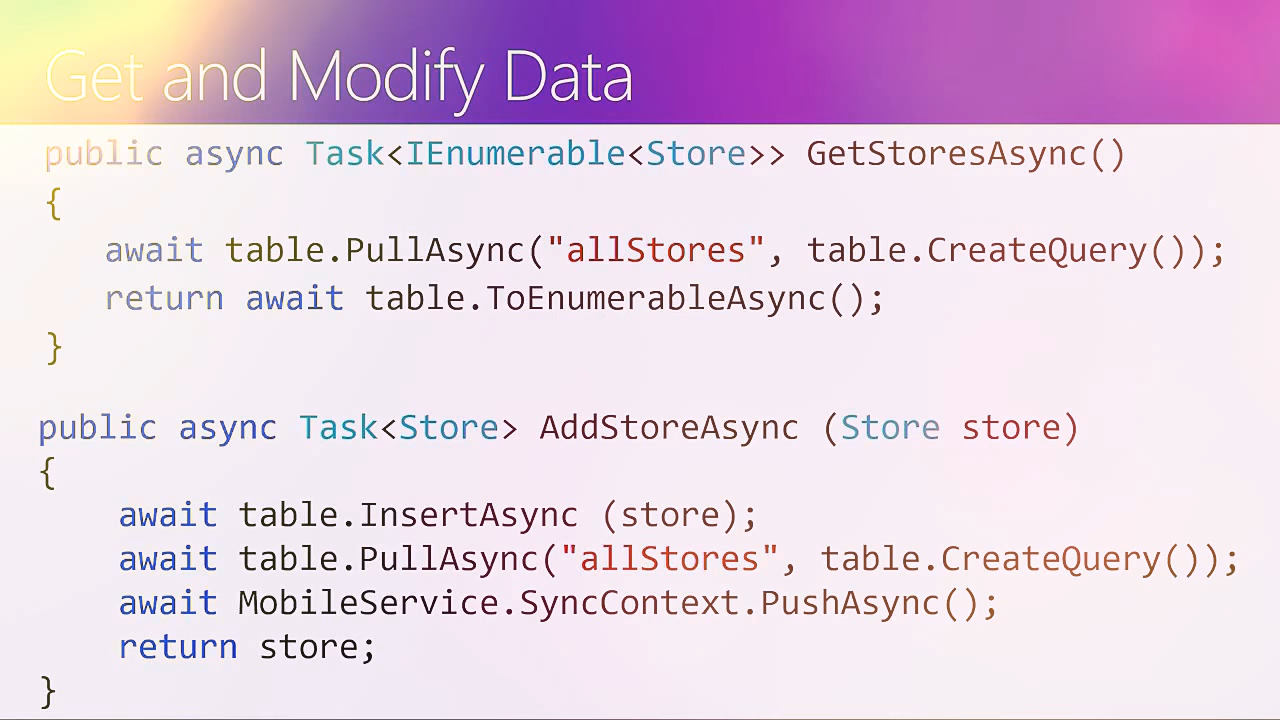 Get and Modify Data
public async Task<IEnumerable<Store>> GetStoresAsync()
{
await table.PullAsync("allStores", table.CreateQuery());
return await table.ToEnumerableAsync();
}
public async Task<Store> AddStoreAsync (Store store)
{
await table.InsertAsync (store);
await table.PullAsync("allStores", table.CreateQuery());
await MobileService.SyncContext.PushAsync();
return store;
}